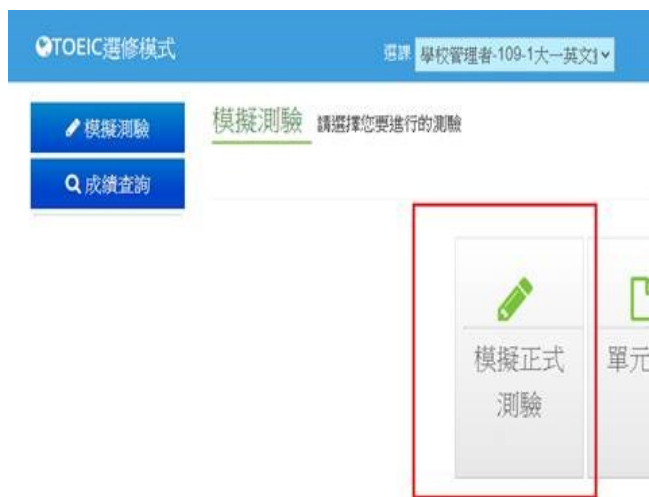 TOEIC選修模式
選課 學校管理者-109-1大一英文
模擬測驗
成績查詢
模擬測驗 請選擇您要進行的測驗
模擬正式
測驗
單元